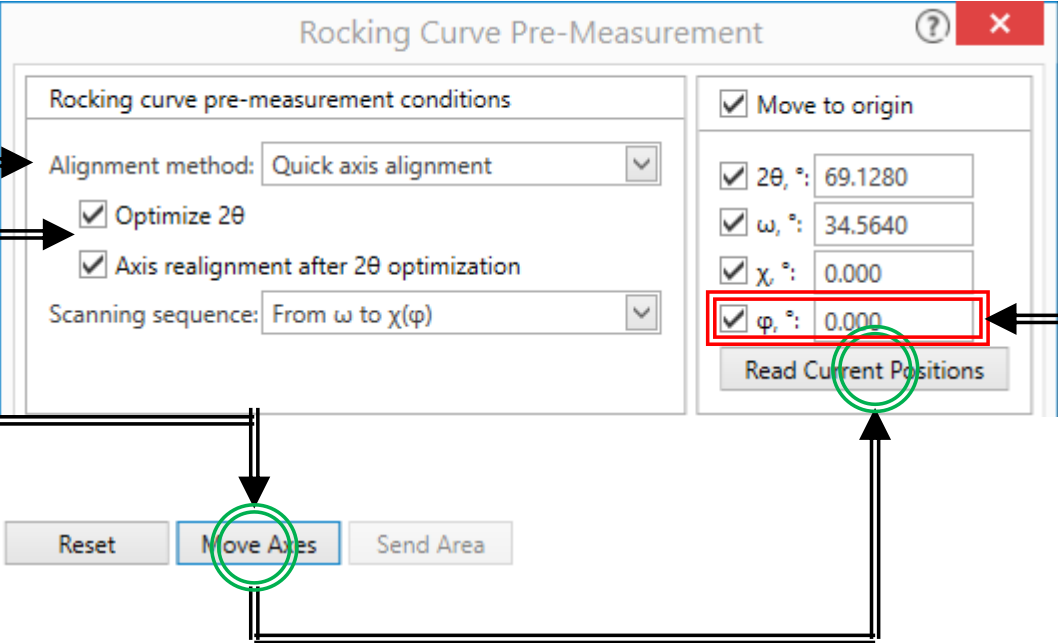 Rocking Curve Pre-Measurement
?
Rocking curve pre-measurement conditions
Alignment method: Quick axis alignment
Optimize 2θ
Axis realignment after 2θ optimization
Scanning sequence: From ω to χ(φ)
Move to origin
2θ, °: 69.1280
ω, °: 34.5640
χ, °: 0.000
φ, °: 0.000
Read Current Positions
Reset
Move Axes
Send Area